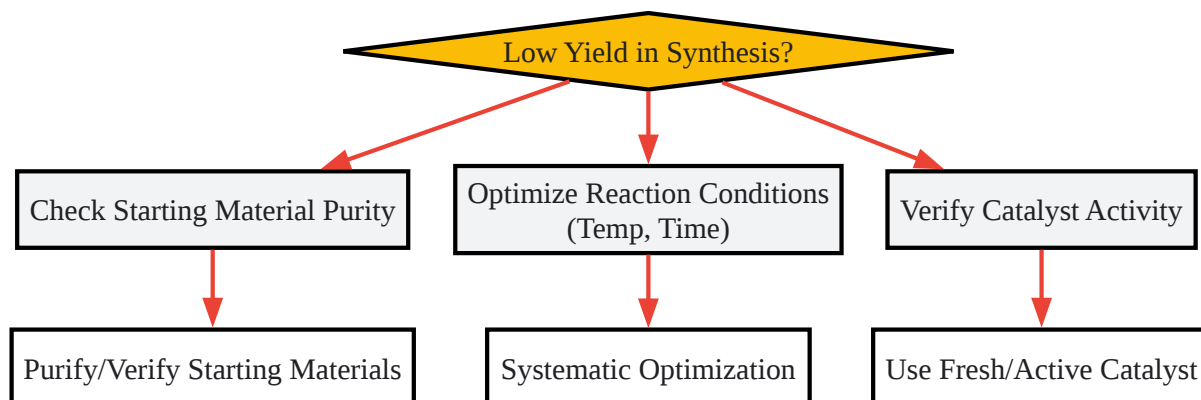 Low Yield in Synthesis?
Check Starting Material Purity
Optimize Reaction Conditions
(Temp, Time)
Verify Catalyst Activity
Purify/Verify Starting Materials
Systematic Optimization
Use Fresh/Active Catalyst